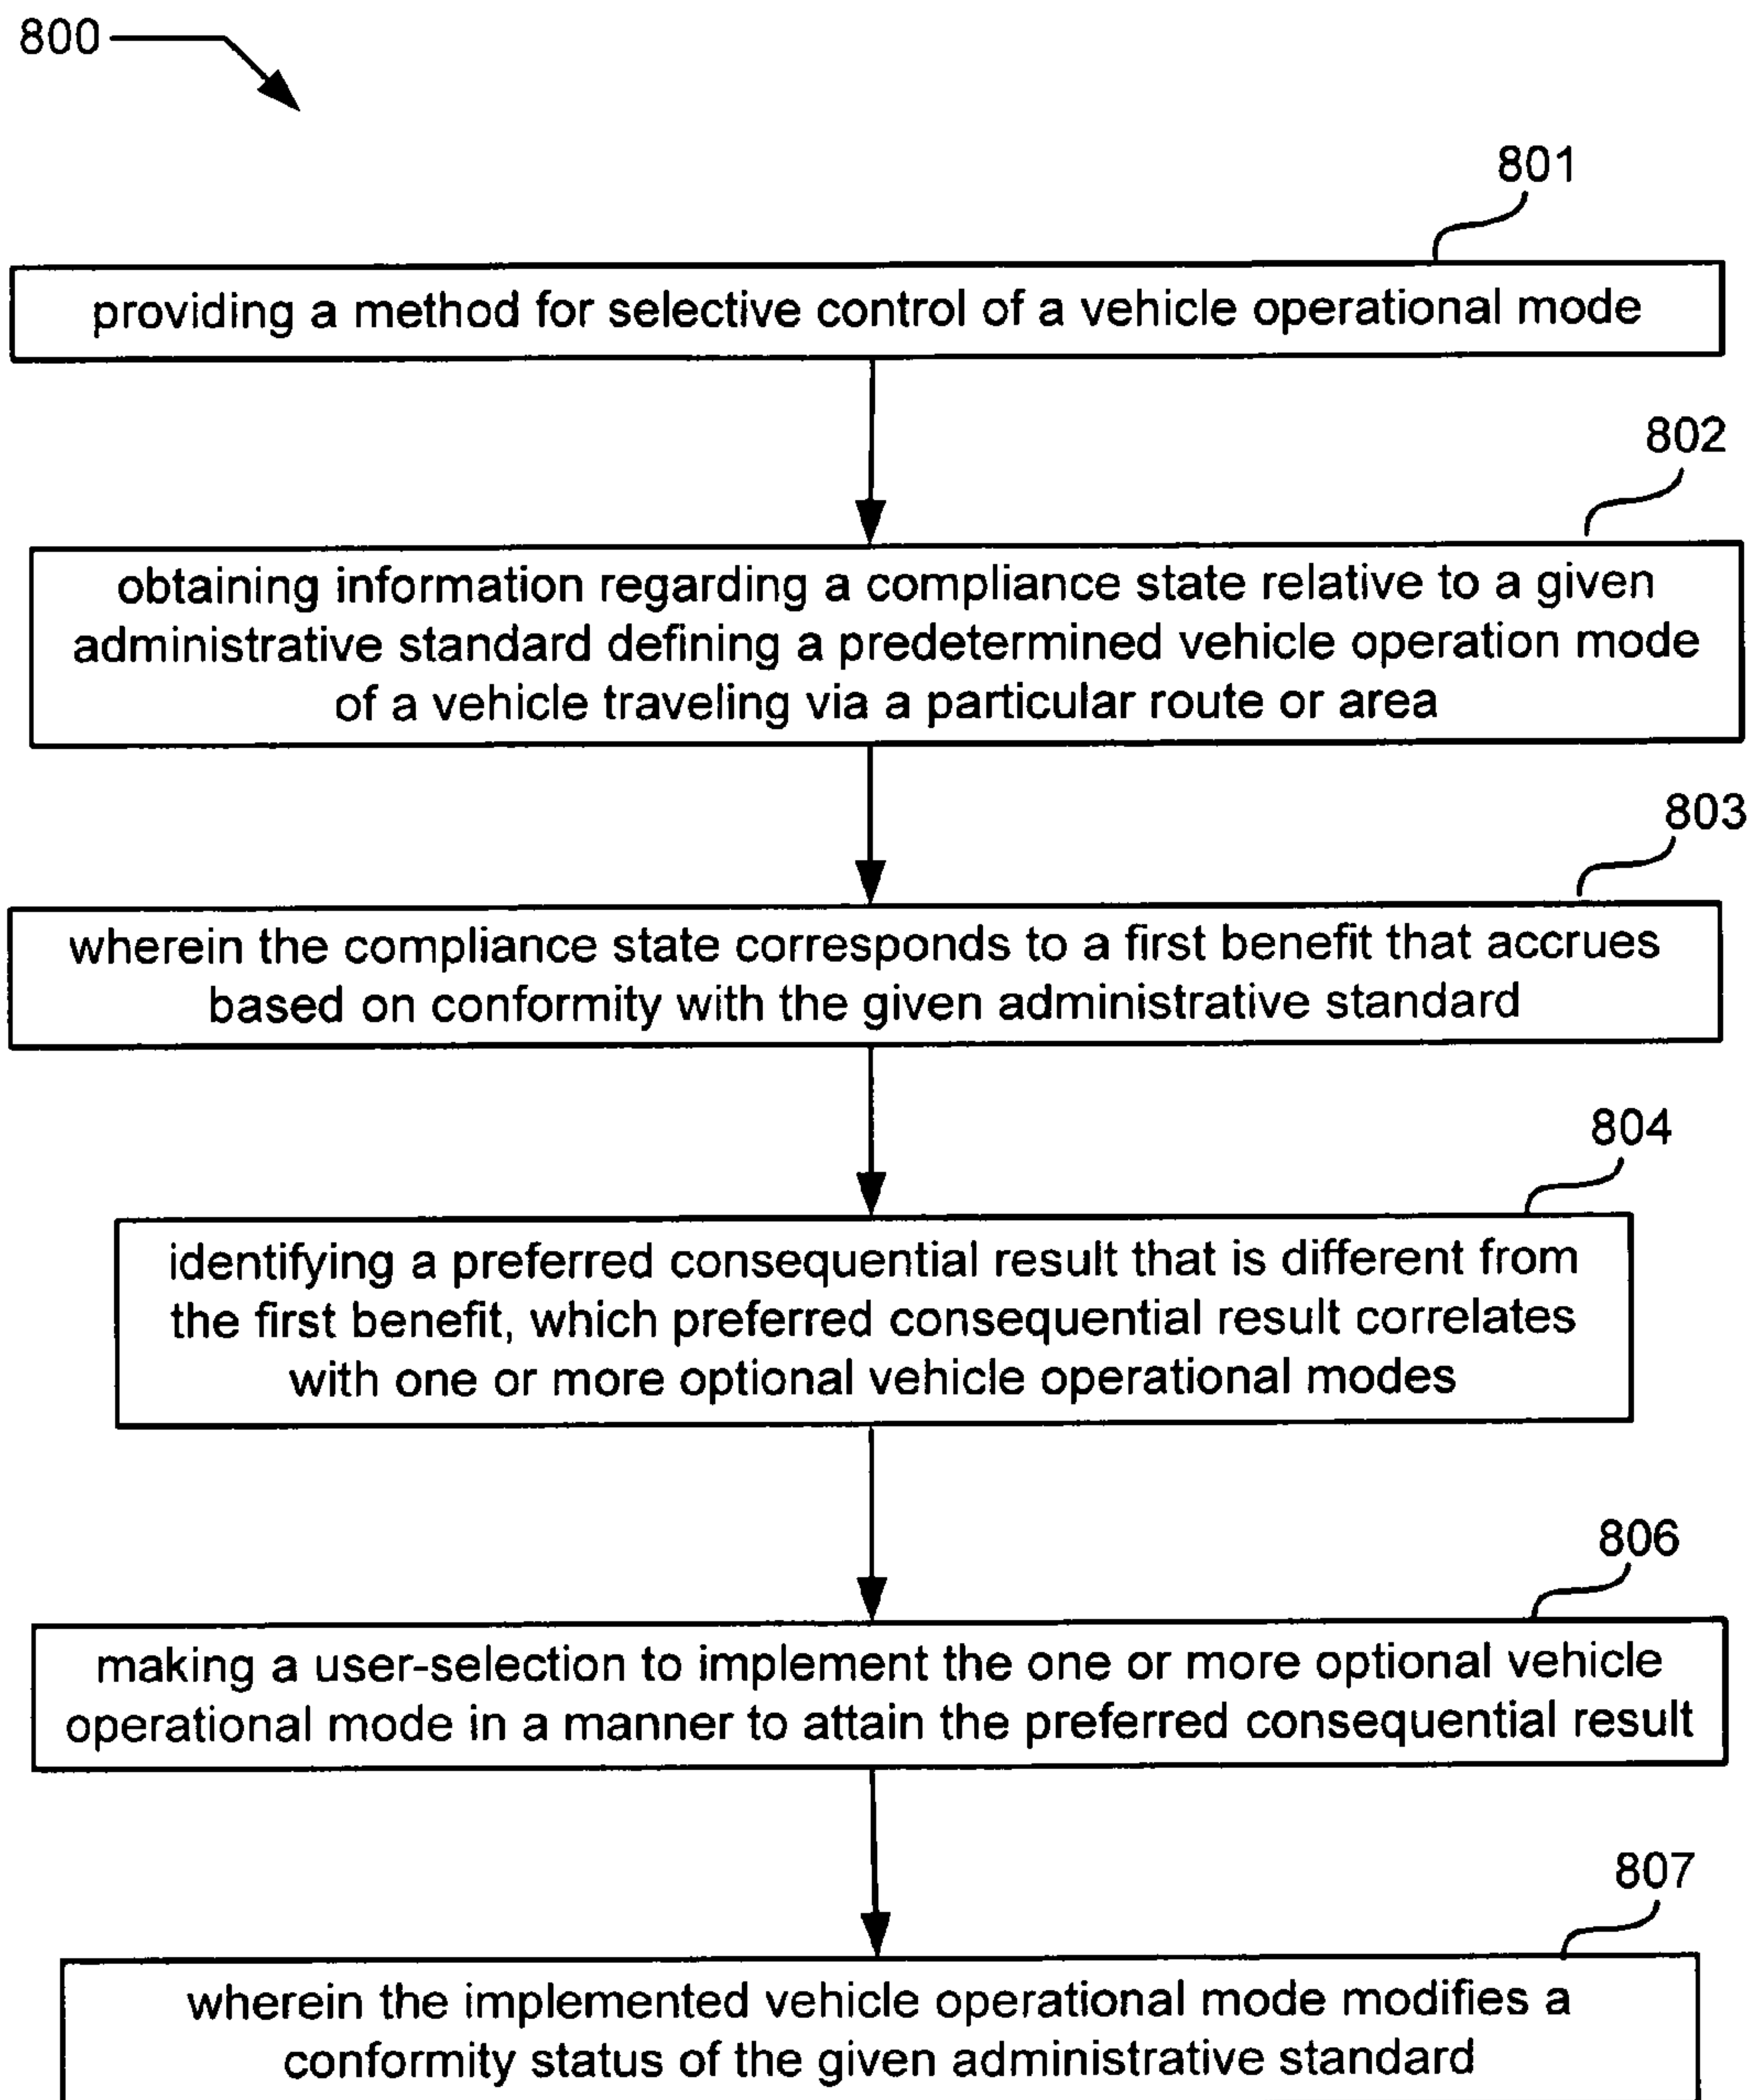 800
801
providing a method for selective control of a vehicle operational mode
802
obtaining information regarding a compliance state relative to a given
administrative standard defining a predetermined vehicle operation mode
of a vehicle traveling via a particular route or area
803
wherein the compliance state corresponds to a first benefit that accrues
based on conformity with the given administrative standard
804
identifying a preferred consequential result that is different from
the first benefit, which preferred consequential result correlates
with one or more optional vehicle operational modes
806
making a user-selection to implement the one or more optional vehicle
operational mode in a manner to attain the preferred consequential result
807
wherein the implemented vehicle operational mode modifies a
conformity status of the given administrative standard